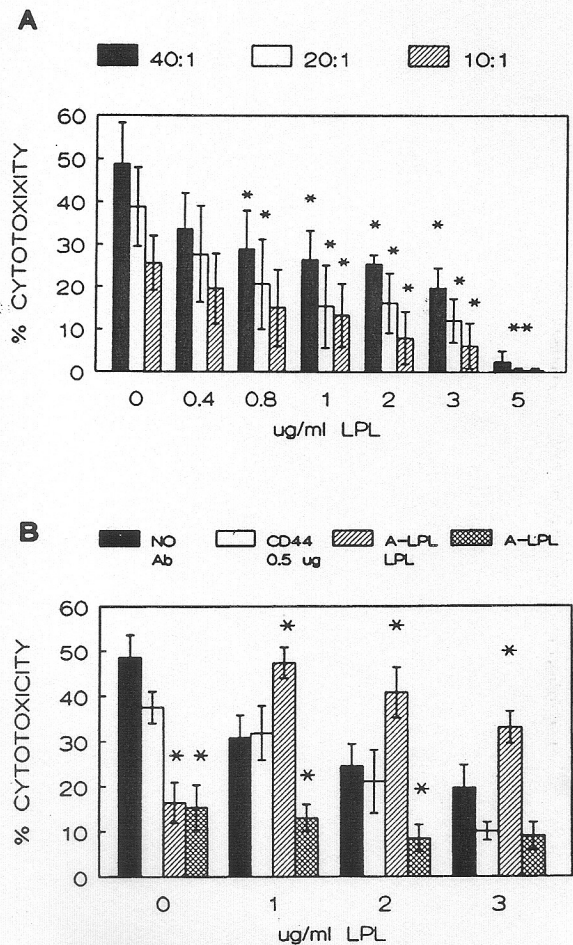 A
40:1 20:1 10:1
60
50
40
30
20
10
0
% CYTOTOXIXITY
* * * * * * * * * * * **
0 0.4 0.8 1 2 3 5
ug/ml LPL
B
NO Ab CD44 0.5 ug A-LPL LPL A-LPL
60
50
40
30
20
10
0
% CYTOTOXICITY
* * * * * * *
0 1 2 3
ug/ml LPL